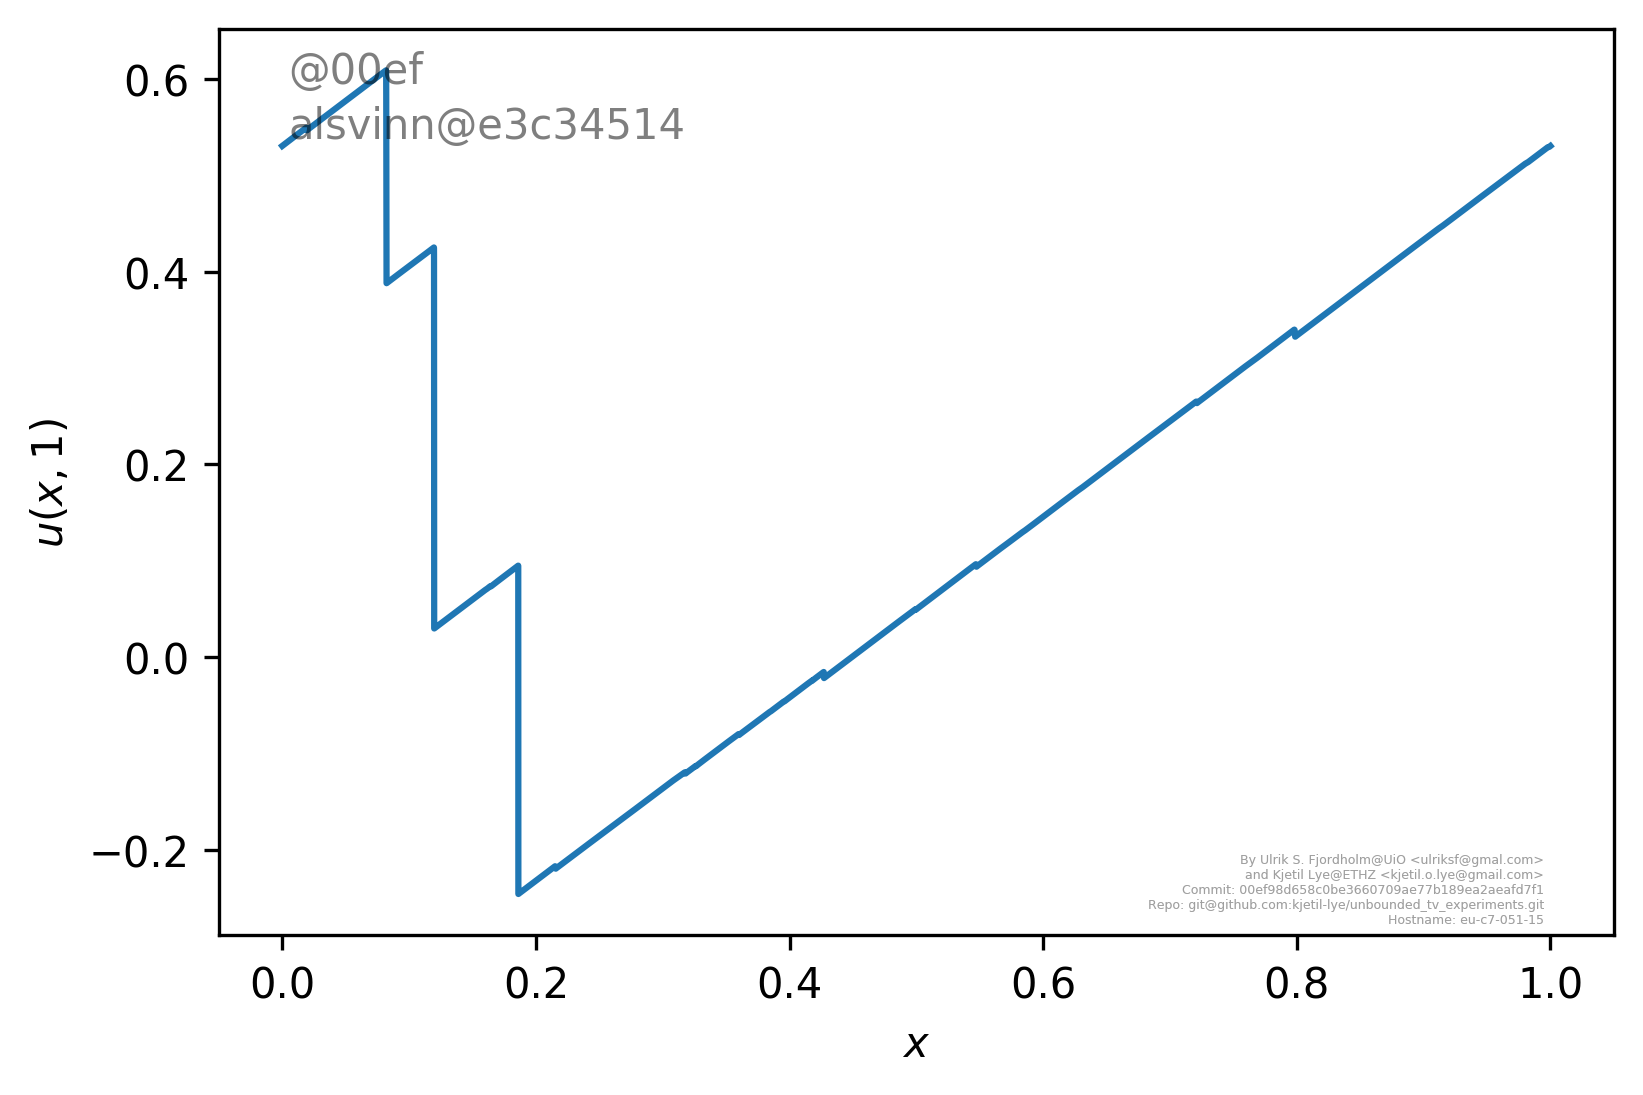 @00ef
alsvinn@e3c34514
0.6
0.4
0.2
0.0
−0.2
u(x, 1)
0.0 0.2 0.4 0.6 0.8 1.0
x
By Ulrik S. Fjordholm@UiO <ulriksf@gmal.com>
and Kjetil Lye@ETHZ <kjetil.o.lye@gmail.com>
Commit: 00ef98d658c0be3660709ae77b189ea2aeafd7f1
Repo: git@github.com:kjetil-lye/unbounded_tv_experiments.git
Hostname: eu-c7-051-15